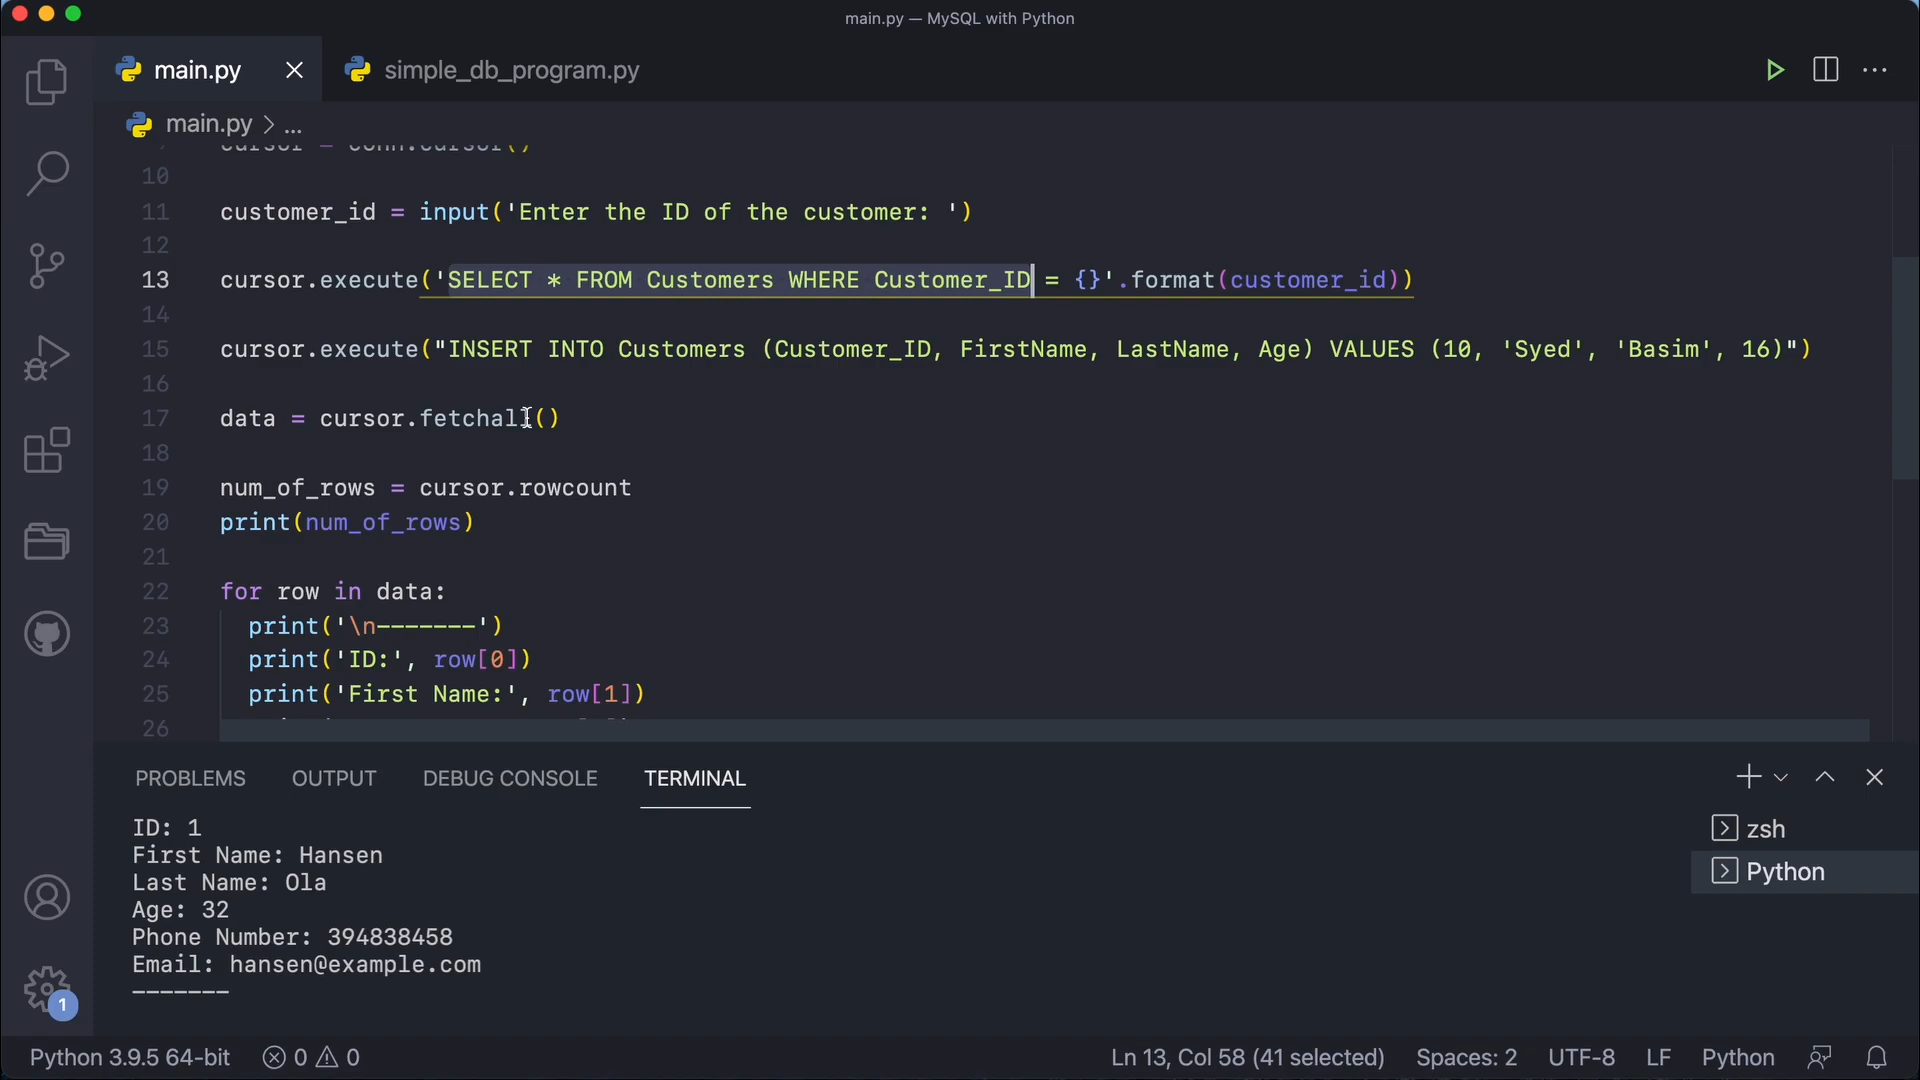 main.py — MySQL with Python
main.py simple_db_program.py
main.py > ...
cursor = conn.cursor()
10
11 customer_id = input('Enter the ID of the customer: ')
12
13 cursor.execute('SELECT * FROM Customers WHERE Customer_ID = {}'.format(customer_id))
14
15 cursor.execute("INSERT INTO Customers (Customer_ID, FirstName, LastName, Age) VALUES (10, 'Syed', 'Basim', 16)")
16
17 data = cursor.fetchall()
18
19 num_of_rows = cursor.rowcount
20 print(num_of_rows)
21
22 for row in data:
23 print('\n-------')
24 print('ID:', row[0])
25 print('First Name:', row[1])
26
PROBLEMS OUTPUT DEBUG CONSOLE TERMINAL
ID: 1
First Name: Hansen
Last Name: Ola
Age: 32
Phone Number: 394838458
Email: hansen@example.com
-------
zsh
Python
1
Python 3.9.5 64-bit 0 0 Ln 13, Col 58 (41 selected) Spaces: 2 UTF-8 LF Python